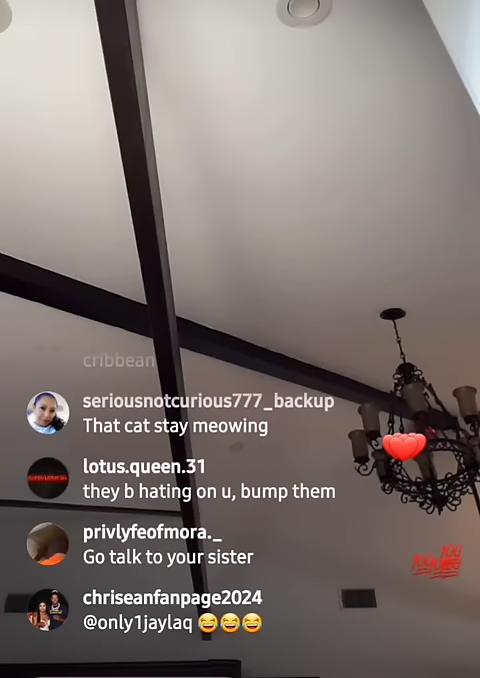 cribbean
seriousnotcurious777_backup
That cat stay meowing
lotus.queen.31
they b hating on u, bump them
privlyfeofmora._
Go talk to your sister
chriseanfanpage2024
@only1jaylaq 😂😂😂
100